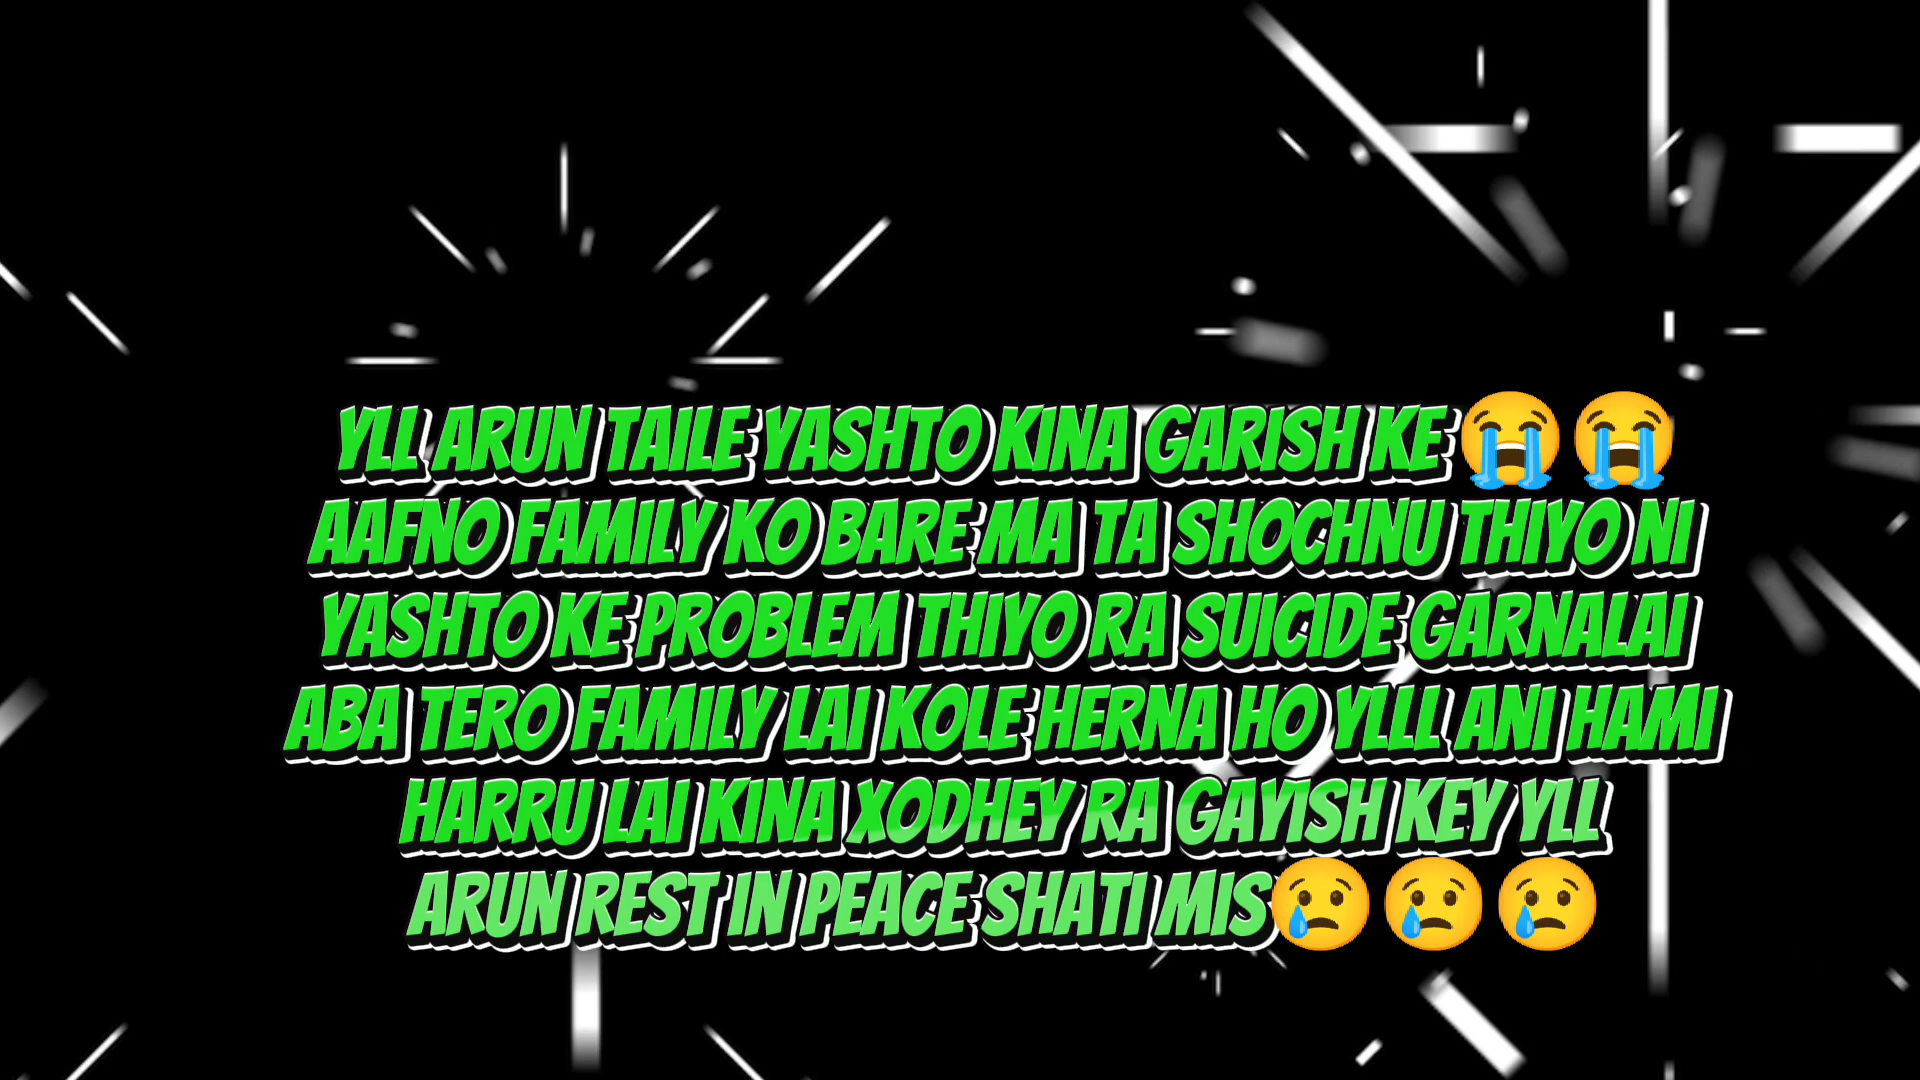 YLL ARUN TAILE YASHTO KINA GARISH KE 😭😭
AAFNO FAMILY KO BARE MA TA SHOCHNU THIYO NI
YASHTO KE PROBLEM THIYO RA SUICIDE GARNALAI
ABA TERO FAMILY LAI KOLE HERNA HO YLLL ANI HAMI
HARRU LAI KINA XODHEY RA GAYISH KEY YLL
ARUN REST IN PEACE SHATI MIS😢😢😢